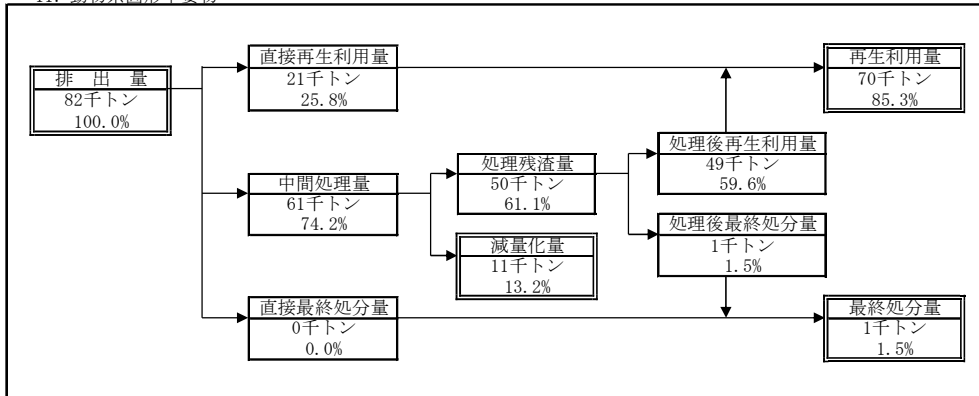 排 出 量
82千トン
100.0%
直接再生利用量
21千トン
25.8%
再生利用量
70千トン
85.3%
中間処理量
61千トン
74.2%
処理残渣量
50千トン
61.1%
処理後再生利用量
49千トン
59.6%
減量化量
11千トン
13.2%
処理後最終処分量
1千トン
1.5%
直接最終処分量
0千トン
0.0%
最終処分量
1千トン
1.5%